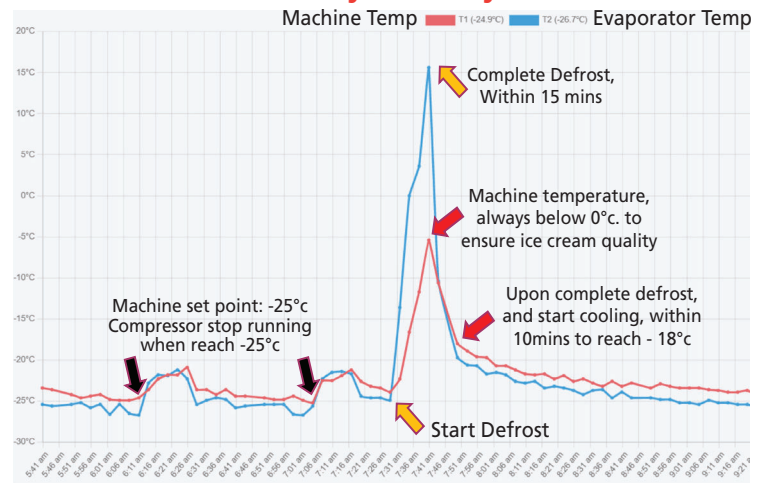 Machine Temp T1 (-24.9°C) T2 (-26.7°C) Evaporator Temp
20°C
15°C
10°C
5°C
0°C
-5°C
-10°C
-15°C
-20°C
-25°C
-30°C
Complete Defrost,
Within 15 mins
Machine temperature,
always below 0°c. to
ensure ice cream quality
Upon complete defrost,
and start cooling, within
10mins to reach - 18°c
Machine set point: -25°c
Compressor stop running
when reach -25°c
Start Defrost
5:41 am
5:46 am
5:51 am
5:56 am
6:01 am
6:06 am
6:11 am
6:16 am
6:21 am
6:26 am
6:31 am
6:36 am
6:41 am
6:46 am
6:51 am
6:56 am
7:01 am
7:06 am
7:11 am
7:16 am
7:21 am
7:26 am
7:31 am
7:36 am
7:41 am
7:46 am
7:51 am
7:56 am
8:01 am
8:06 am
8:11 am
8:16 am
8:21 am
8:26 am
8:31 am
8:36 am
8:41 am
8:46 am
8:51 am
8:56 am
9:01 am
9:06 am
9:11 am
9:16 am
9:21 a